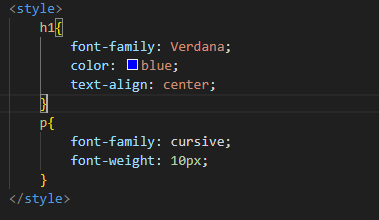 <style>
h1{
font-family: Verdana;
color: blue;
text-align: center;
}
p{
font-family: cursive;
font-weight: 10px;
}
</style>